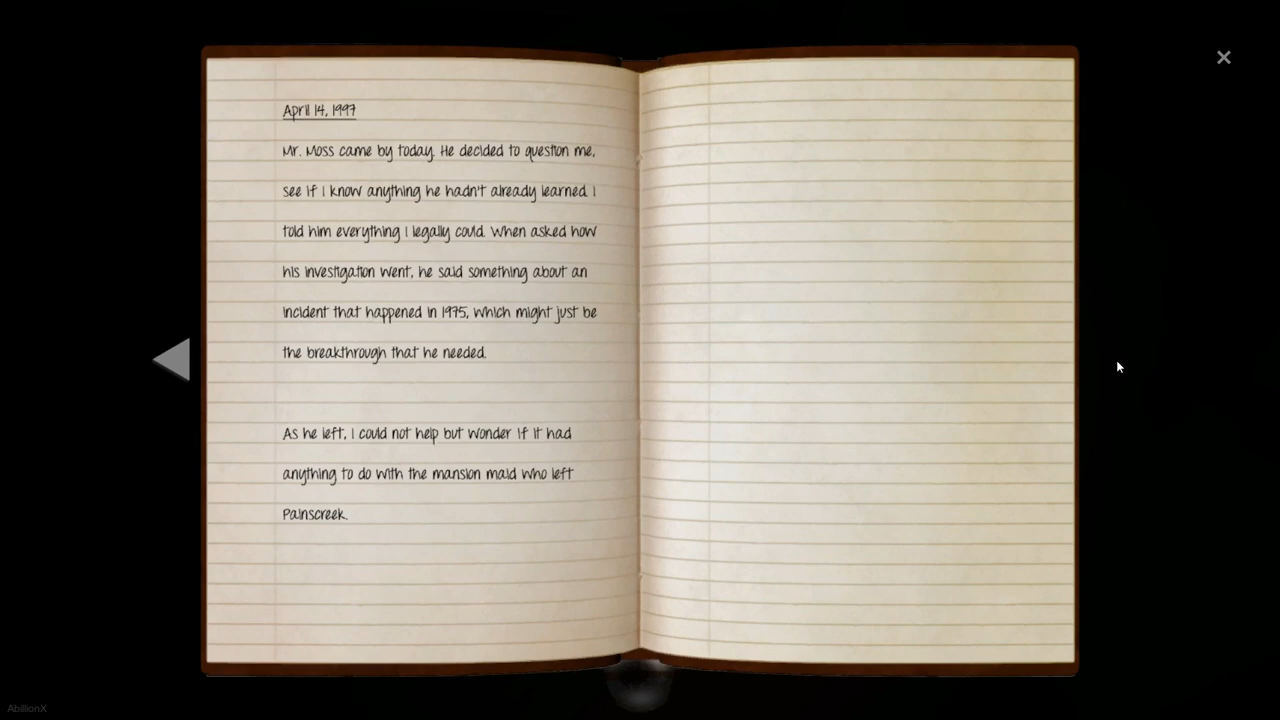 April 14, 1997
Mr. Moss came by today. He decided to question me,
see if I know anything he hadn't already learned. I
told him everything I legally could. When asked how
his investigation went, he said something about an
incident that happened in 1975, which might just be
the breakthrough that he needed.
As he left, I could not help but wonder if it had
anything to do with the mansion maid who left
Painscreek.
AbillionX